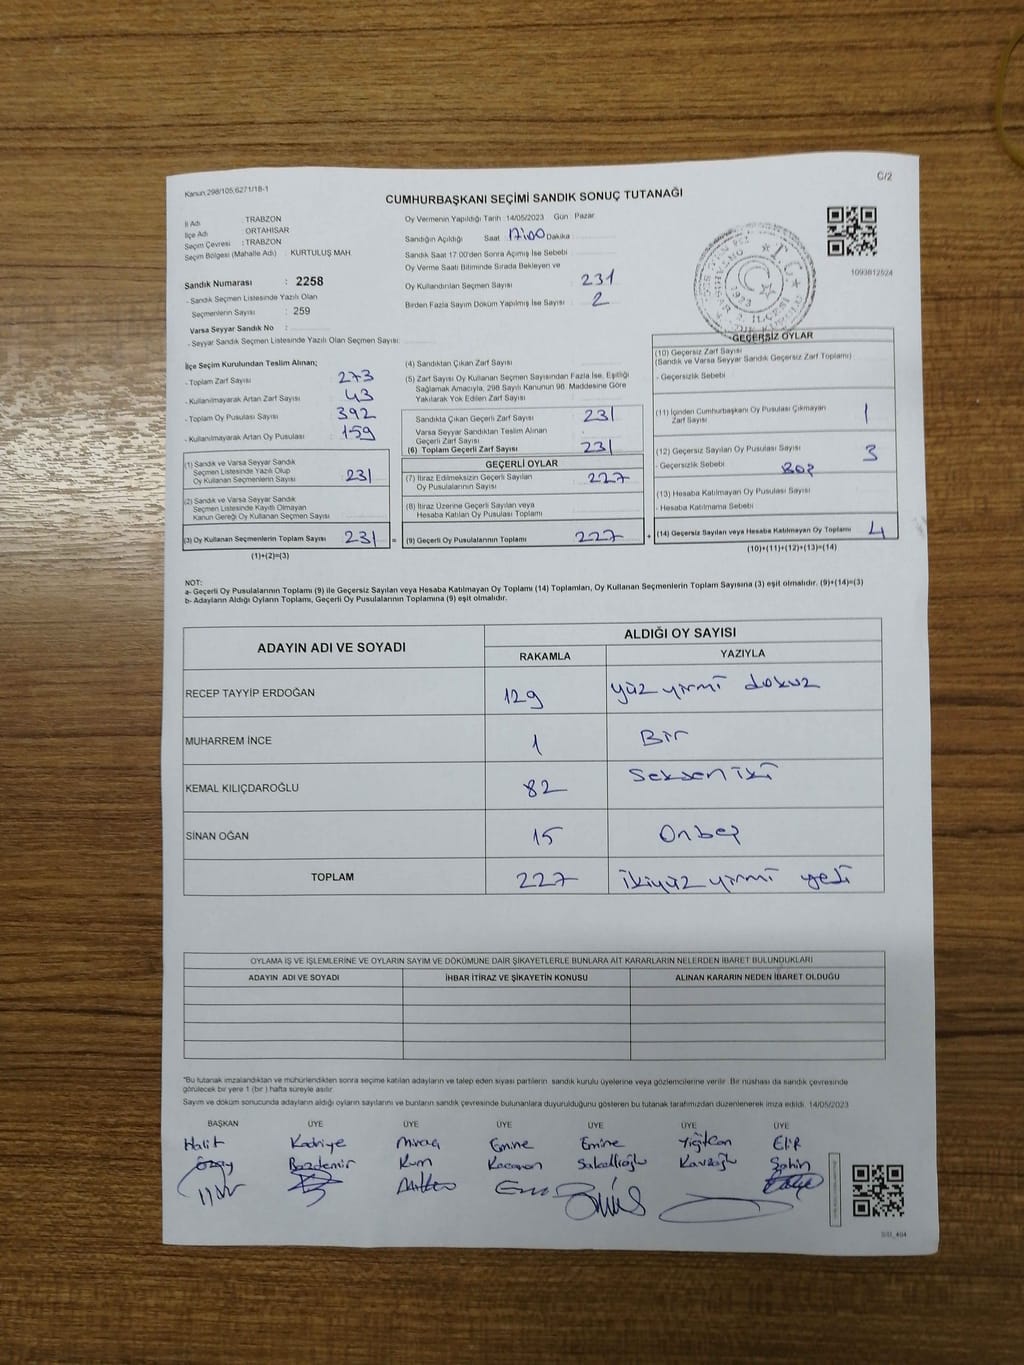 Kanun 298/105;6271/18-1
C/2
CUMHURBAŞKANI SEÇİMİ SANDIK SONUÇ TUTANAĞI
İl Adı : TRABZON
İlçe Adı : ORTAHİSAR
Seçim Çevresi : TRABZON
Seçim Bölgesi (Mahalle Adı) : KURTULUŞ MAH
Sandık Numarası : 2258
- Sandık Seçmen Listesinde Yazılı Olan
Seçmenlerin Sayısı : 259
Varsa Seyyar Sandık No :
- Seyyar Sandık Seçmen Listesinde Yazılı Olan Seçmen Sayısı:
Oy Vermenin Yapıldığı Tarih : 14/05/2023 Gün : Pazar
Sandığın Açıldığı Saat 17:00 Dakika
Sandık Saat 17.00'den Sonra Açımış İse Sebebi
Oy Verme Saati Bitiminde Sırada Bekleyen ve
Oy Kullandırılan Seçmen Sayısı : 231
Birden Fazla Sayım Döküm Yapılmış İse Sayısı : 2
1093812524
İlçe Seçim Kurulundan Teslim Alınan;
- Toplam Zarf Sayısı : 273
- Kullanılmayarak Artan Zarf Sayısı : 43
- Toplam Oy Pusulası Sayısı : 392
- Kullanılmayarak Artan Oy Pusulası : 159
(1) Sandık ve Varsa Seyyar Sandık
Seçmen Listesinde Yazılı Olup
Oy Kullanan Seçmenlerin Sayısı : 231
(2) Sandık ve Varsa Seyyar Sandık
Seçmen Listesinde Kayıtlı Olmayan
Kanun Gereği Oy Kullanan Seçmen Sayısı :
(3) Oy Kullanan Seçmenlerin Toplam Sayısı : 231 =
(1)+(2)=(3)
(4) Sandıktan Çıkan Zarf Sayısı :
(5) Zarf Sayısı Oy Kullanan Seçmen Sayısından Fazla İse, Eşitliği
Sağlamak Amacıyla, 298 Sayılı Kanunun 98. Maddesine Göre
Yakılarak Yok Edilen Zarf Sayısı :
Sandıkta Çıkan Geçerli Zarf Sayısı : 231
Varsa Seyyar Sandıktan Teslim Alınan
Geçerli Zarf Sayısı :
(6) Toplam Geçerli Zarf Sayısı : 231
GEÇERLİ OYLAR
(7) İtiraz Edilmeksizin Geçerli Sayılan
Oy Pusulalarının Sayısı : 227
(8) İtiraz Üzerine Geçerli Sayılan veya
Hesaba Katılan Oy Pusulası Toplamı :
(9) Geçerli Oy Pusulalarının Toplamı : 227 +
GEÇERSİZ OYLAR
(10) Geçersiz Zarf Sayısı
(Sandık ve Varsa Seyyar Sandık Geçersiz Zarf Toplamı)
- Geçersizlik Sebebi
(11) İçinden Cumhurbaşkanı Oy Pusulası Çıkmayan
Zarf Sayısı : 1
(12) Geçersiz Sayılan Oy Pusulası Sayısı : 3
- Geçersizlik Sebebi boş
(13) Hesaba Katılmayan Oy Pusulası Sayısı
- Hesaba Katılmama Sebebi
(14) Geçersiz Sayılan veya Hesaba Katılmayan Oy Toplamı : 4
(10)+(11)+(12)+(13)=(14)
NOT:
a- Geçerli Oy Pusulalarının Toplamı (9) ile Geçersiz Sayılan veya Hesaba Katılmayan Oy Toplamı (14) Toplamları, Oy Kullanan Seçmenlerin Toplam Sayısına (3) eşit olmalıdır. (9)+(14)=(3)
b- Adayların Aldığı Oyların Toplamı, Geçerli Oy Pusulalarının Toplamına (9) eşit olmalıdır.
ADAYIN ADI VE SOYADI ALDIĞI OY SAYISI
RAKAMLA YAZIYLA
RECEP TAYYİP ERDOĞAN 129 yüz yirmi dokuz
MUHARREM İNCE 1 Bir
KEMAL KILIÇDAROĞLU 82 Seksen iki
SİNAN OĞAN 15 Onbeş
TOPLAM 227 ikiyüz yirmi yedi
OYLAMA İŞ VE İŞLEMLERİNE VE OYLARIN SAYIM VE DÖKÜMÜNE DAİR ŞİKAYETLERLE BUNLARA AİT KARARLARIN NELERDEN İBARET BULUNDUKLARI
ADAYIN ADI VE SOYADI İHBAR İTİRAZ VE ŞİKAYETİN KONUSU ALINAN KARARIN NEDEN İBARET OLDUĞU
"Bu tutanak imzalandıktan ve mühürlendikten sonra seçime katılan adayların ve talep eden siyasi partilerin sandık kurulu üyelerine veya gözlemcilerine verilir. Bir nüshası da sandık çevresinde
görülecek bir yere 1 (bir ) hafta süreyle asılır.
Sayım ve döküm sonucunda adayların aldığı oyların sayılarını ve bunların sandık çevresinde bulunanlara duyurulduğunu gösteren bu tutanak tarafımızdan düzenlenerek imza edildi. 14/05/2023
BAŞKAN ÜYE ÜYE ÜYE ÜYE ÜYE ÜYE
Halit Kadriye Miraç Emine Emine Yiğitcan Elif
Özay Bozdemir Kum Kavazoğlu Şahin